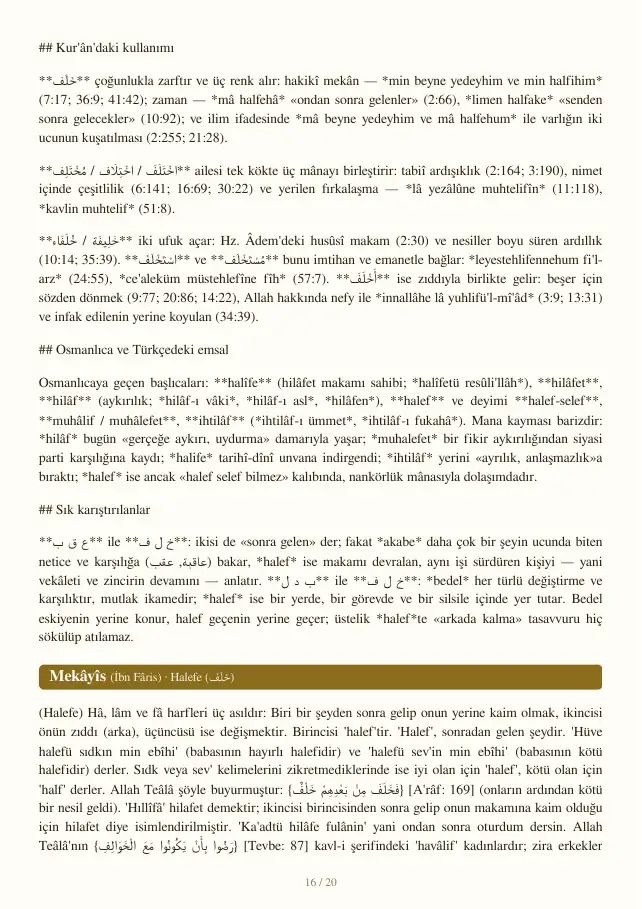 ## Kur'ân'daki kullanımı
**خَلْف** çoğunlukla zarftır ve üç renk alır: hakikî mekân — *min beyne yedeyhim ve min halfihim*
(7:17; 36:9; 41:42); zaman — *mâ halfehâ* «ondan sonra gelenler» (2:66), *limen halfake* «senden
sonra gelecekler» (10:92); ve ilim ifadesinde *mâ beyne yedeyhim ve mâ halfehum* ile varlığın iki
ucunun kuşatılması (2:255; 21:28).
**اخْتَلَفَ / اخْتِلَاف / مُخْتَلِف** ailesi tek kökte üç mânayı birleştirir: tabiî ardışıklık (2:164; 3:190), nimet
içinde çeşitlilik (6:141; 16:69; 30:22) ve yerilen fırkalaşma — *lâ yezâlûne muhtelifîn* (11:118),
*kavlin muhtelif* (51:8).
**خَلِيفَة / خُلَفَاء** iki ufuk açar: Hz. Âdem'deki husûsî makam (2:30) ve nesiller boyu süren ardıllık
(10:14; 35:39). **اسْتَخْلَفَ** ve **مُسْتَخْلَف** bunu imtihan ve emanetle bağlar: *leyestehlifennehum fi'l-
arz* (24:55), *ce'aleküm müstehlefîne fîh* (57:7). **أَخْلَفَ** ise zıddıyla birlikte gelir: beşer için
sözden dönmek (9:77; 20:86; 14:22), Allah hakkında nefy ile *innallâhe lâ yuhlifü'l-mî'âd* (3:9; 13:31)
ve infak edilenin yerine koyulan (34:39).
## Osmanlıca ve Türkçedeki emsal
Osmanlıcaya geçen başlıcaları: **halîfe** (hilâfet makamı sahibi; *halîfetü resûli'llâh*), **hilâfet**,
**hilâf** (aykırılık; *hilâf-ı vâki*, *hilâf-ı asl*, *hilâfen*), **halef** ve deyimi **halef-selef**,
**muhâlif / muhâlefet**, **ihtilâf** (*ihtilâf-ı ümmet*, *ihtilâf-ı fukahâ*). Mana kayması barizdir:
*hilâf* bugün «gerçeğe aykırı, uydurma» damarıyla yaşar; *muhalefet* bir fikir aykırılığından siyasi
parti karşılığına kaydı; *halife* tarihî-dînî unvana indirgendi; *ihtilâf* yerini «ayrılık, anlaşmazlık»a
bıraktı; *halef* ise ancak «halef selef bilmez» kalıbında, nankörlük mânasıyla dolaşımdadır.
## Sık karıştırılanlar
**ع ق ب** ile **خ ل ف**: ikisi de «sonra gelen» der; fakat *akabe* daha çok bir şeyin ucunda biten
netice ve karşılığa (عاقبة, عقب) bakar, *halef* ise makamı devralan, aynı işi sürdüren kişiyi — yani
vekâleti ve zincirin devamını — anlatır. **ب د ل** ile **خ ل ف**: *bedel* her türlü değiştirme ve
karşılıktır, mutlak ikamedir; *halef* ise bir yerde, bir görevde ve bir silsile içinde yer tutar. Bedel
eskiyenin yerine konur, halef geçenin yerine geçer; üstelik *halef*te «arkada kalma» tasavvuru hiç
sökülüp atılamaz.
Mekâyîs (İbn Fâris) · Halefe (خَلَفَ)
(Halefe) Hâ, lâm ve fâ harfleri üç asıldır: Biri bir şeyden sonra gelip onun yerine kaim olmak, ikincisi
önün zıddı (arka), üçüncüsü ise değişmektir. Birincisi 'halef'tir. 'Halef', sonradan gelen şeydir. 'Hüve
halefü sıdkın min ebîhi' (babasının hayırlı halefidir) ve 'halefü sev'in min ebîhi' (babasının kötü
halefidir) derler. Sıdk veya sev' kelimelerini zikretmediklerinde ise iyi olan için 'halef', kötü olan için
'half' derler. Allah Teâlâ şöyle buyurmuştur: {فَخَلَفَ مِنْ بَعْدِهِمْ خَلْفٌ} [A'râf: 169] (onların ardından kötü
bir nesil geldi). 'Hıllîfâ' hilafet demektir; ikincisi birincisinden sonra gelip onun makamına kaim olduğu
için hilafet diye isimlendirilmiştir. 'Ka'adtü hilâfe fulânin' yani ondan sonra oturdum dersin. Allah
Teâlâ'nın {رَضُوا بِأَنْ يَكُونُوا مَعَ الْخَوَالِفِ} [Tevbe: 87] kavl-i şerifindeki 'havâlif' kadınlardır; zira erkekler
16 / 20